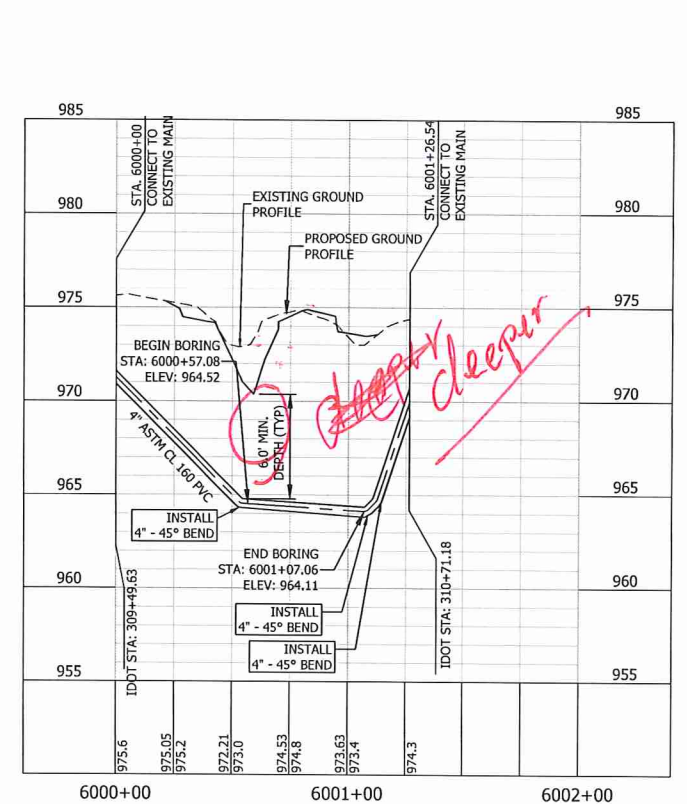 985
985
STA. 6000+00
CONNECT TO
EXISTING MAIN
STA. 6001+26.54
CONNECT TO
EXISTING MAIN
980
980
EXISTING GROUND
PROFILE
PROPOSED GROUND
PROFILE
975
975
BEGIN BORING
STA: 6000+57.08
ELEV: 964.52
deeper
deeper
970
970
6.0' MIN.
DEPTH (TYP)
4" ASTM CL 160 PVC
965
965
INSTALL
4" - 45° BEND
END BORING
STA: 6001+07.06
ELEV: 964.11
960
960
INSTALL
4" - 45° BEND
INSTALL
4" - 45° BEND
IDOT STA: 309+49.63
IDOT STA: 310+71.18
955
955
975.6
975.05
975.2
972.21
973.0
974.53
974.8
973.63
973.4
974.3
6000+00
6001+00
6002+00